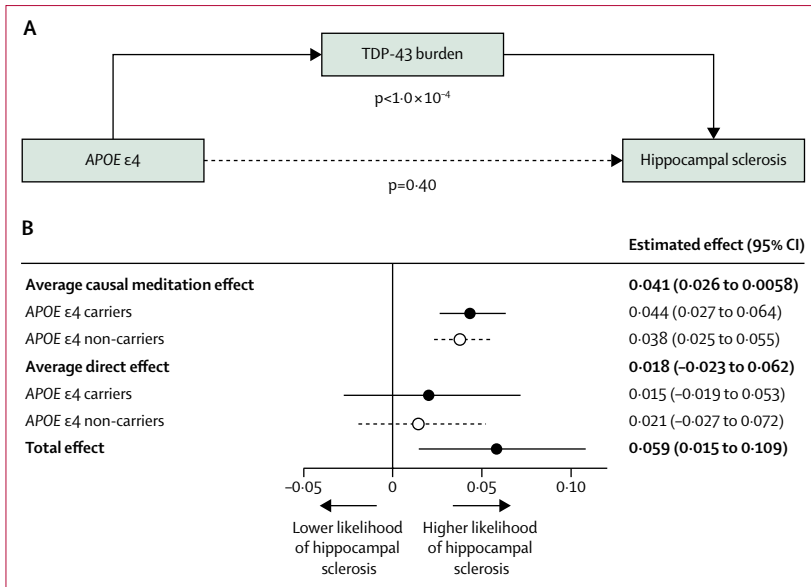 A
TDP-43 burden
p<1·0×10⁻⁴
APOE ε4
Hippocampal sclerosis
p=0·40
B
Estimated effect (95% CI)
Average causal meditation effect 0·041 (0·026 to 0·0058)
APOE ε4 carriers 0·044 (0·027 to 0·064)
APOE ε4 non-carriers 0·038 (0·025 to 0·055)
Average direct effect 0·018 (–0·023 to 0·062)
APOE ε4 carriers 0·015 (–0·019 to 0·053)
APOE ε4 non-carriers 0·021 (–0·027 to 0·072)
Total effect 0·059 (0·015 to 0·109)
–0·05 0 0·05 0·10
Lower likelihood
of hippocampal
sclerosis
Higher likelihood
of hippocampal
sclerosis